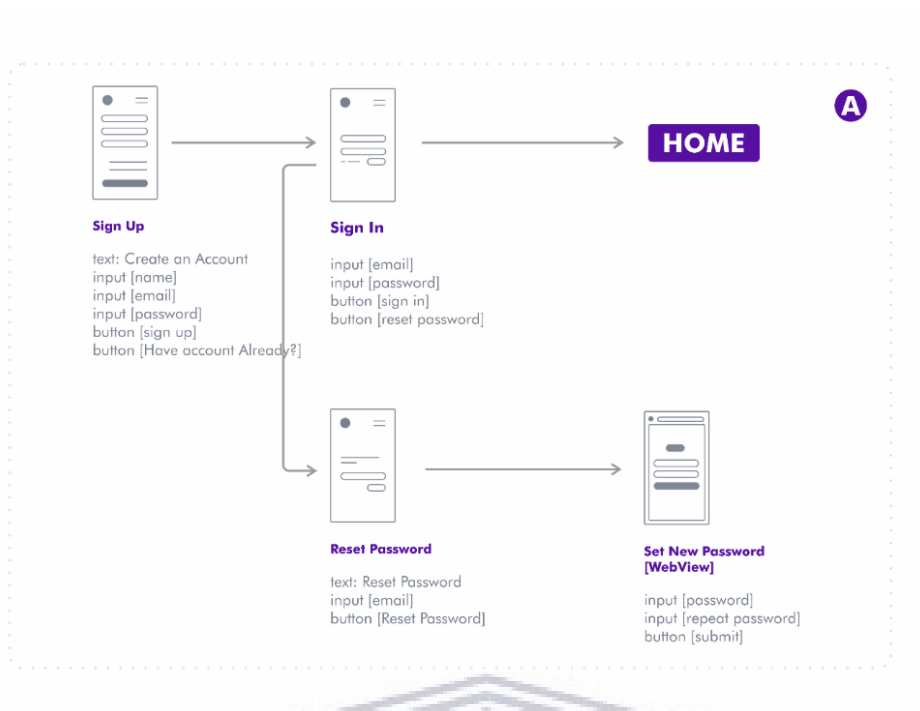 A
HOME
Sign Up
text: Create an Account
input [name]
input [email]
input [password]
button [sign up]
button [Have account Already?]
Sign In
input [email]
input [password]
button [sign in]
button [reset password]
Reset Password
text: Reset Password
input [email]
button [Reset Password]
Set New Password
[WebView]
input [password]
input [repeat password]
button [submit]